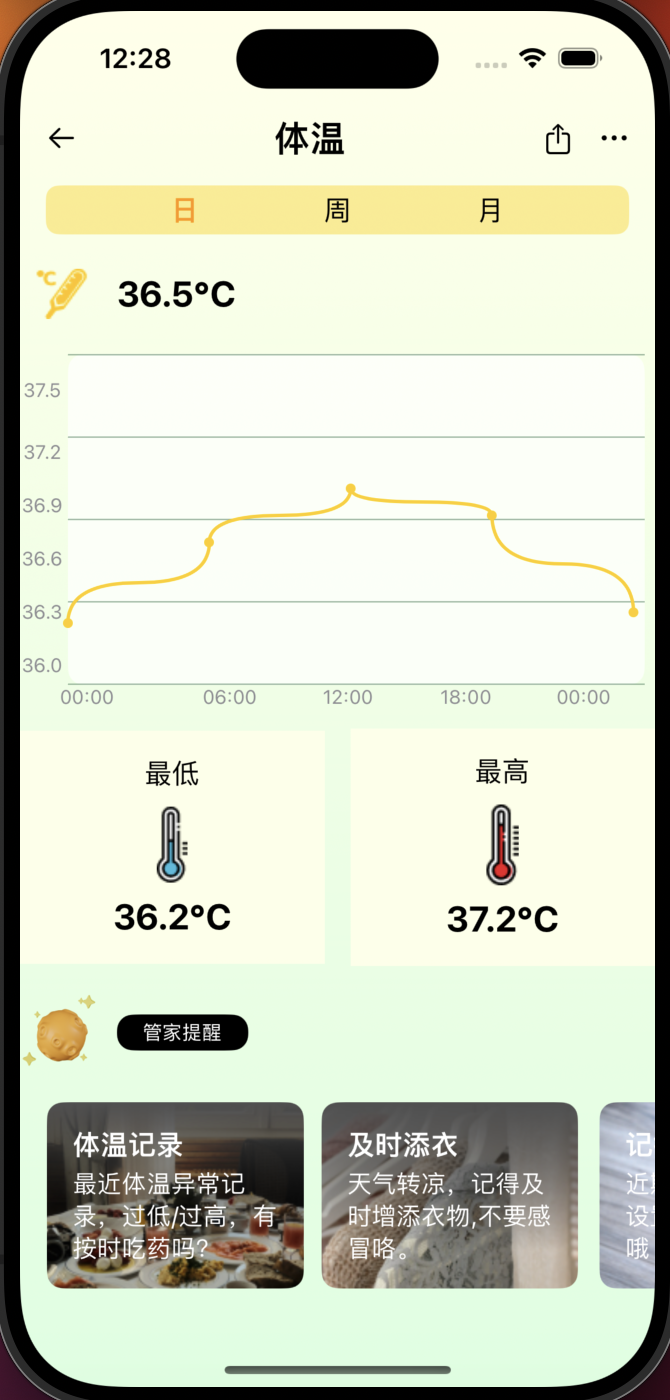 12:28
体温
日 周 月
°C
36.5°C
37.5
37.2
36.9
36.6
36.3
36.0
00:00 06:00 12:00 18:00 00:00
最低 最高
36.2°C 37.2°C
管家提醒
体温记录
最近体温异常记
录，过低/过高，有
按时吃药吗?
及时添衣
天气转凉，记得及
时增添衣物,不要感
冒咯。
记
近
设
哦